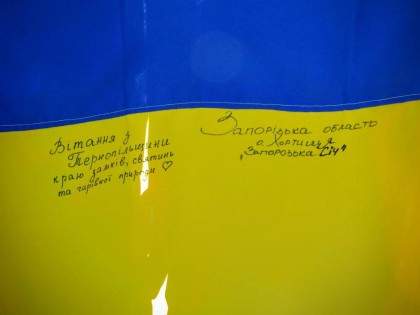 Вітання з
Тернопільщини
краю замків, святинь
та чарівної природи ♡
Запорізька область
о. Хортиця
„Запорозька Січ"